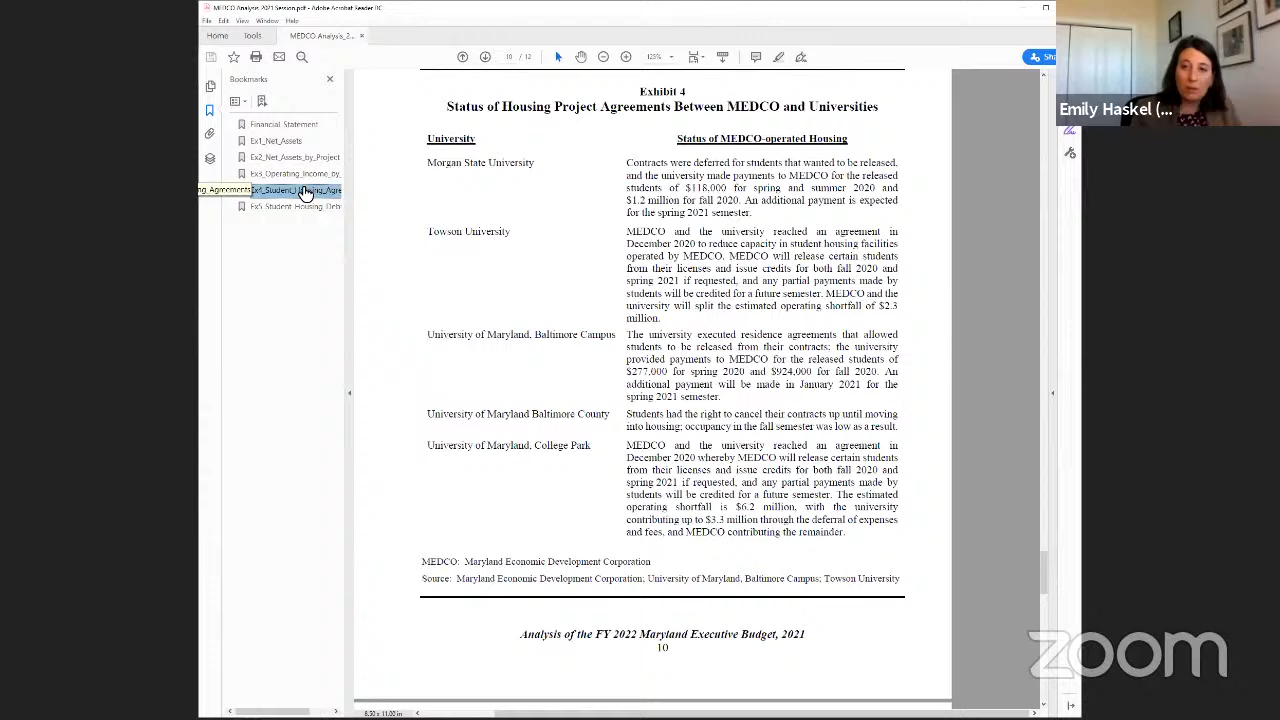 MEDCO Analysis 2021 Session.pdf - Adobe Acrobat Reader DC
File Edit View Window Help
Home Tools MEDCO Analysis_2... ×
10 / 12 125%
Sha
Bookmarks
Financial Statement
Ex1_Net_Assets
Ex2_Net_Assets_by_Project
Ex3_Operating_Income_by_
ng_Agreements Ex4_Student_Housing_Agre
Ex5_Student_Housing_Deb
Exhibit 4
Status of Housing Project Agreements Between MEDCO and Universities
University Status of MEDCO-operated Housing
Morgan State University Contracts were deferred for students that wanted to be released,
and the university made payments to MEDCO for the released
students of $118,000 for spring and summer 2020 and
$1.2 million for fall 2020. An additional payment is expected
for the spring 2021 semester.
Towson University MEDCO and the university reached an agreement in
December 2020 to reduce capacity in student housing facilities
operated by MEDCO. MEDCO will release certain students
from their licenses and issue credits for both fall 2020 and
spring 2021 if requested, and any partial payments made by
students will be credited for a future semester. MEDCO and the
university will split the estimated operating shortfall of $2.3
million.
University of Maryland, Baltimore Campus The university executed residence agreements that allowed
students to be released from their contracts; the university
provided payments to MEDCO for the released students of
$277,000 for spring 2020 and $924,000 for fall 2020. An
additional payment will be made in January 2021 for the
spring 2021 semester.
University of Maryland Baltimore County Students had the right to cancel their contracts up until moving
into housing; occupancy in the fall semester was low as a result.
University of Maryland, College Park MEDCO and the university reached an agreement in
December 2020 whereby MEDCO will release certain students
from their licenses and issue credits for both fall 2020 and
spring 2021 if requested, and any partial payments made by
students will be credited for a future semester. The estimated
operating shortfall is $6.2 million, with the university
contributing up to $3.3 million through the deferral of expenses
and fees, and MEDCO contributing the remainder.
MEDCO: Maryland Economic Development Corporation
Source: Maryland Economic Development Corporation; University of Maryland, Baltimore Campus; Towson University
Analysis of the FY 2022 Maryland Executive Budget, 2021
10
8.50 x 11.00 in
Emily Haskel (...
zoom